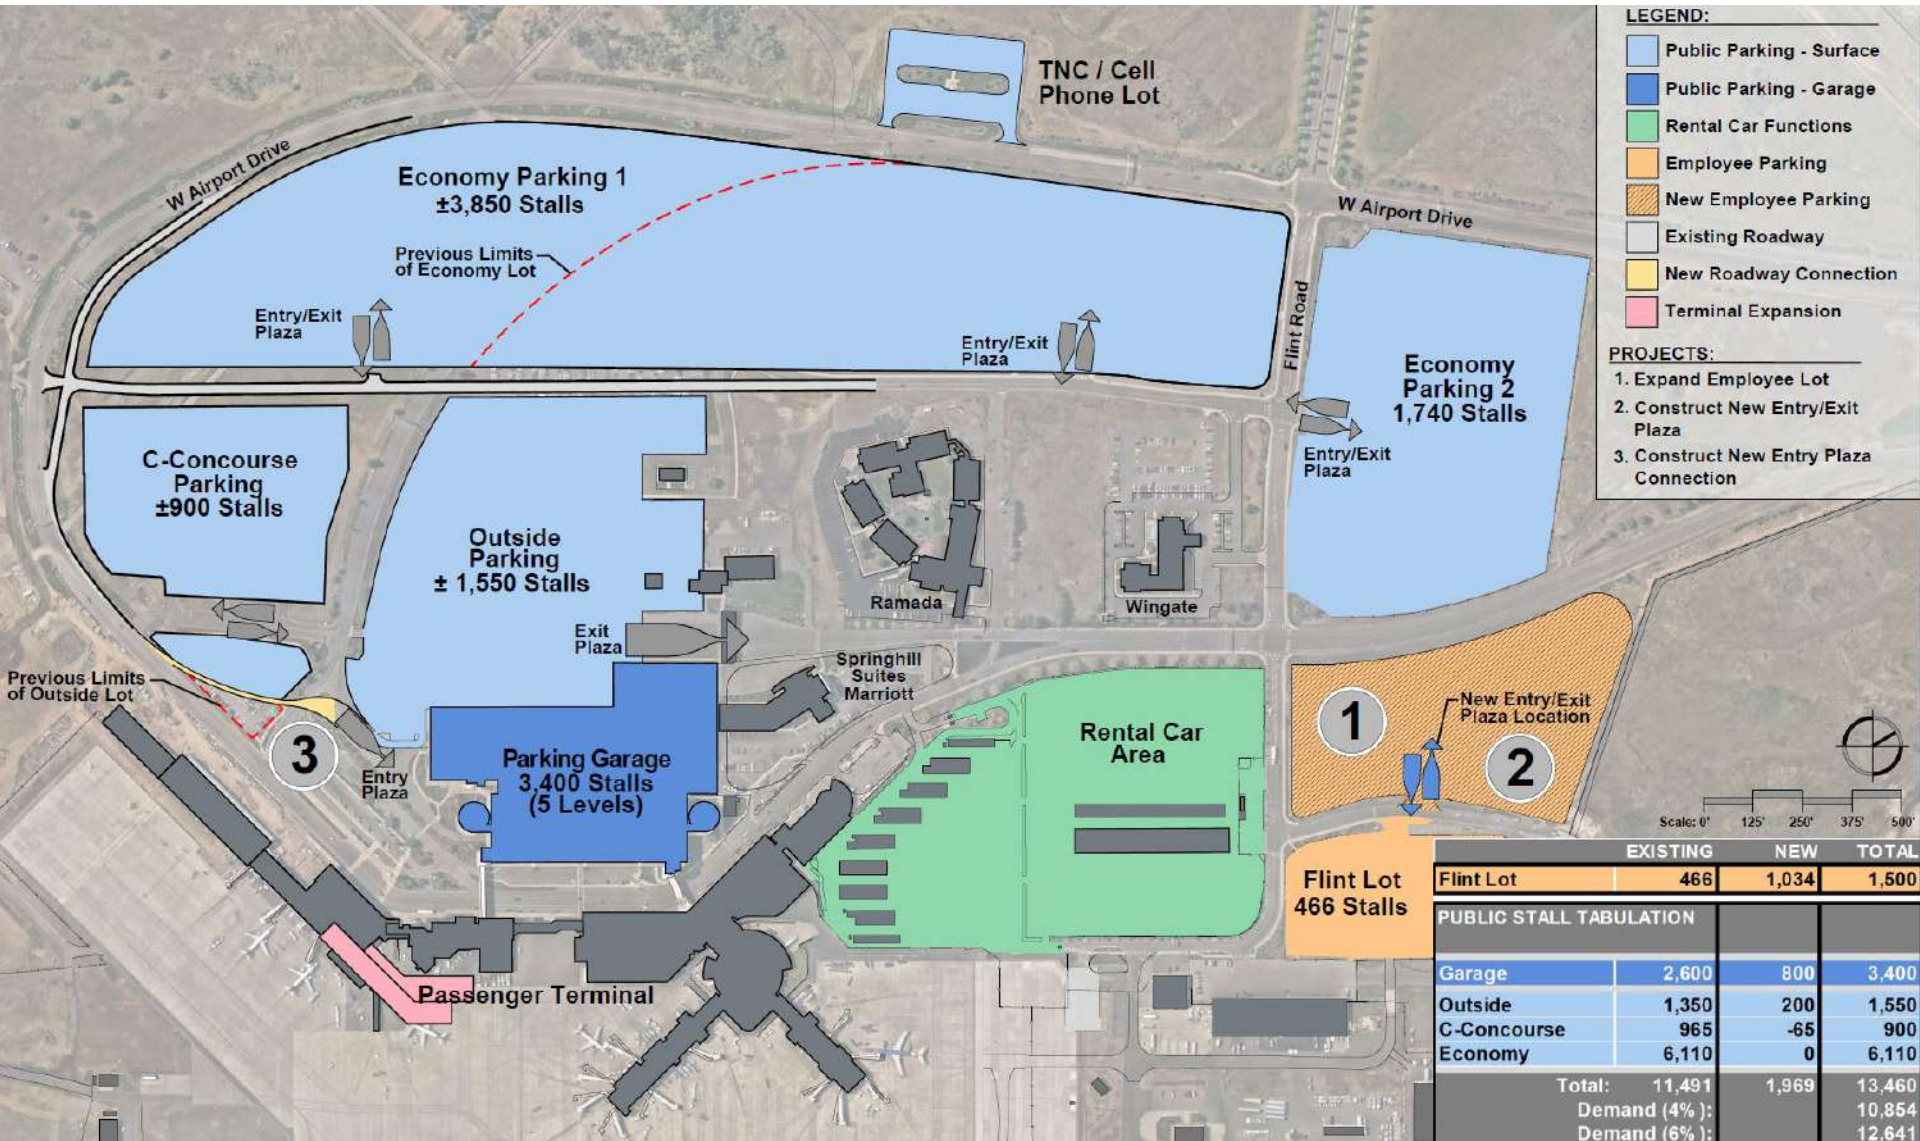 TNC / Cell
Phone Lot
W Airport Drive
Economy Parking 1
±3,850 Stalls
Previous Limits
of Economy Lot
Entry/Exit
Plaza
Entry/Exit
Plaza
W Airport Drive
Flint Road
Economy
Parking 2
1,740 Stalls
Entry/Exit
Plaza
C-Concourse
Parking
±900 Stalls
Outside
Parking
± 1,550 Stalls
Ramada
Wingate
Exit
Plaza
Springhill
Suites
Marriott
Previous Limits
of Outside Lot
3
Entry
Plaza
Parking Garage
3,400 Stalls
(5 Levels)
Rental Car
Area
1
New Entry/Exit
Plaza Location
2
Flint Lot
466 Stalls
Passenger Terminal
LEGEND:
Public Parking - Surface
Public Parking - Garage
Rental Car Functions
Employee Parking
New Employee Parking
Existing Roadway
New Roadway Connection
Terminal Expansion
PROJECTS:
1. Expand Employee Lot
2. Construct New Entry/Exit
Plaza
3. Construct New Entry Plaza
Connection
Scale: 0' 125' 250' 375' 500'
EXISTING NEW TOTAL
Flint Lot 466 1,034 1,500
PUBLIC STALL TABULATION
Garage 2,600 800 3,400
Outside 1,350 200 1,550
C-Concourse 965 -65 900
Economy 6,110 0 6,110
Total: 11,491 1,969 13,460
Demand (4%): 10,854
Demand (6%): 12,641